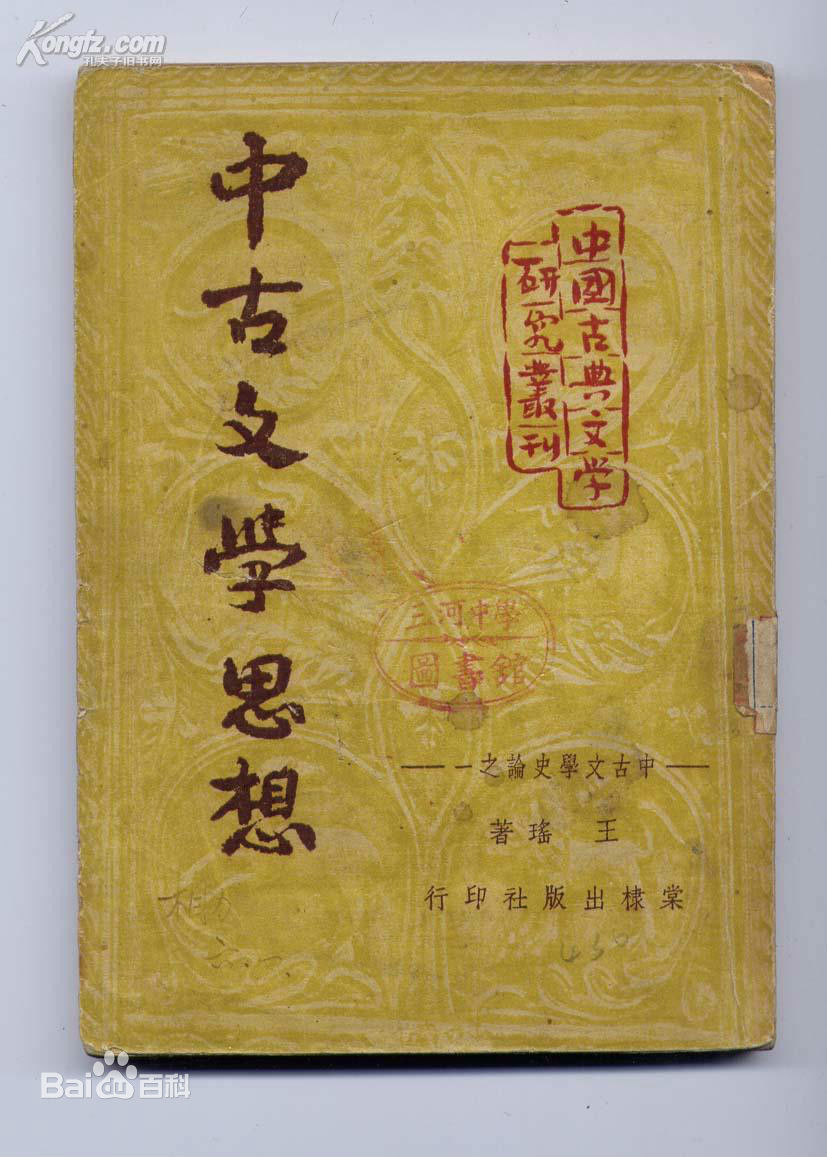 Kongfz.com
孔夫子旧书网
中古文學思想
中國古典文学
研究叢刊
三河中學
圖書館
中古文學史論之一
王 瑤 著
棠棣出版社印行
450
Bai百科